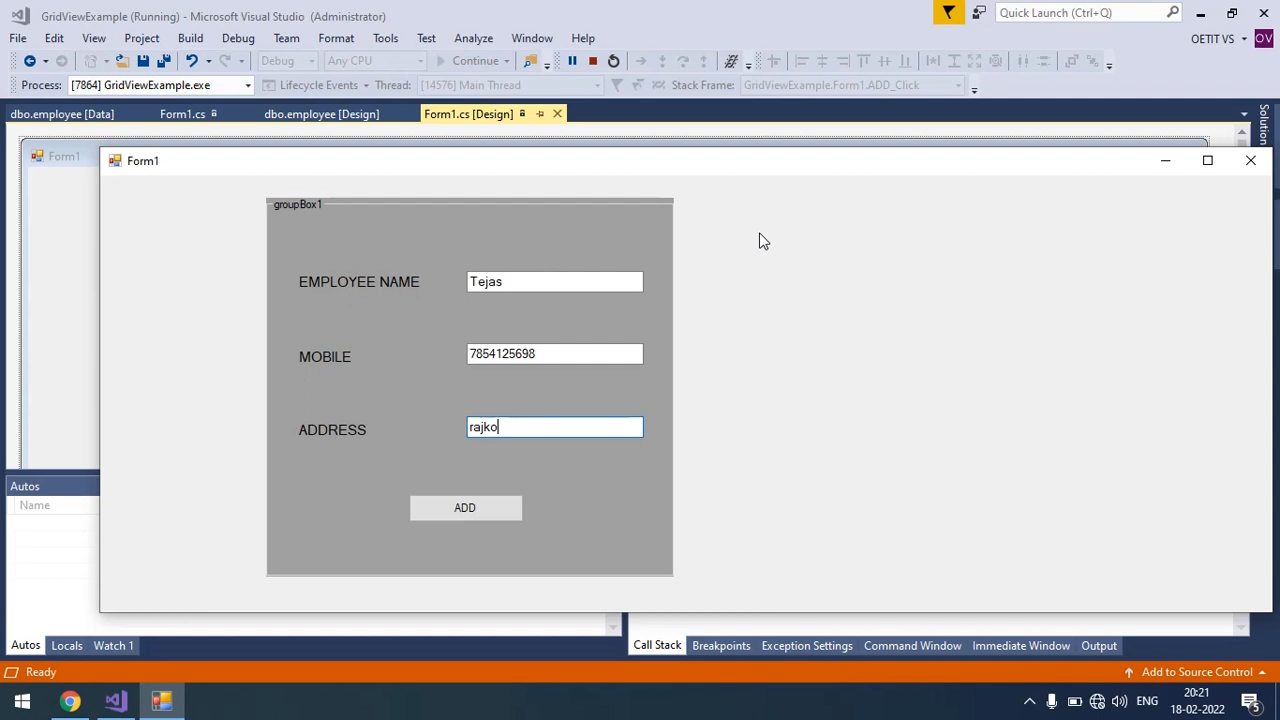 GridViewExample (Running) - Microsoft Visual Studio (Administrator)
Quick Launch (Ctrl+Q)
File Edit View Project Build Debug Team Format Tools Test Analyze Window Help
OETIT VS OV
Debug Any CPU Continue
Process: [7864] GridViewExample.exe Lifecycle Events Thread: [14576] Main Thread Stack Frame: GridViewExample.Form1.ADD_Click
dbo.employee [Data] Form1.cs dbo.employee [Design] Form1.cs [Design]
Solution
Form1
Form1
groupBox1
EMPLOYEE NAME Tejas
MOBILE 7854125698
ADDRESS rajko
ADD
Autos
Name
Autos Locals Watch 1
Call Stack Breakpoints Exception Settings Command Window Immediate Window Output
Ready
Add to Source Control
ENG
20:21
18-02-2022
5